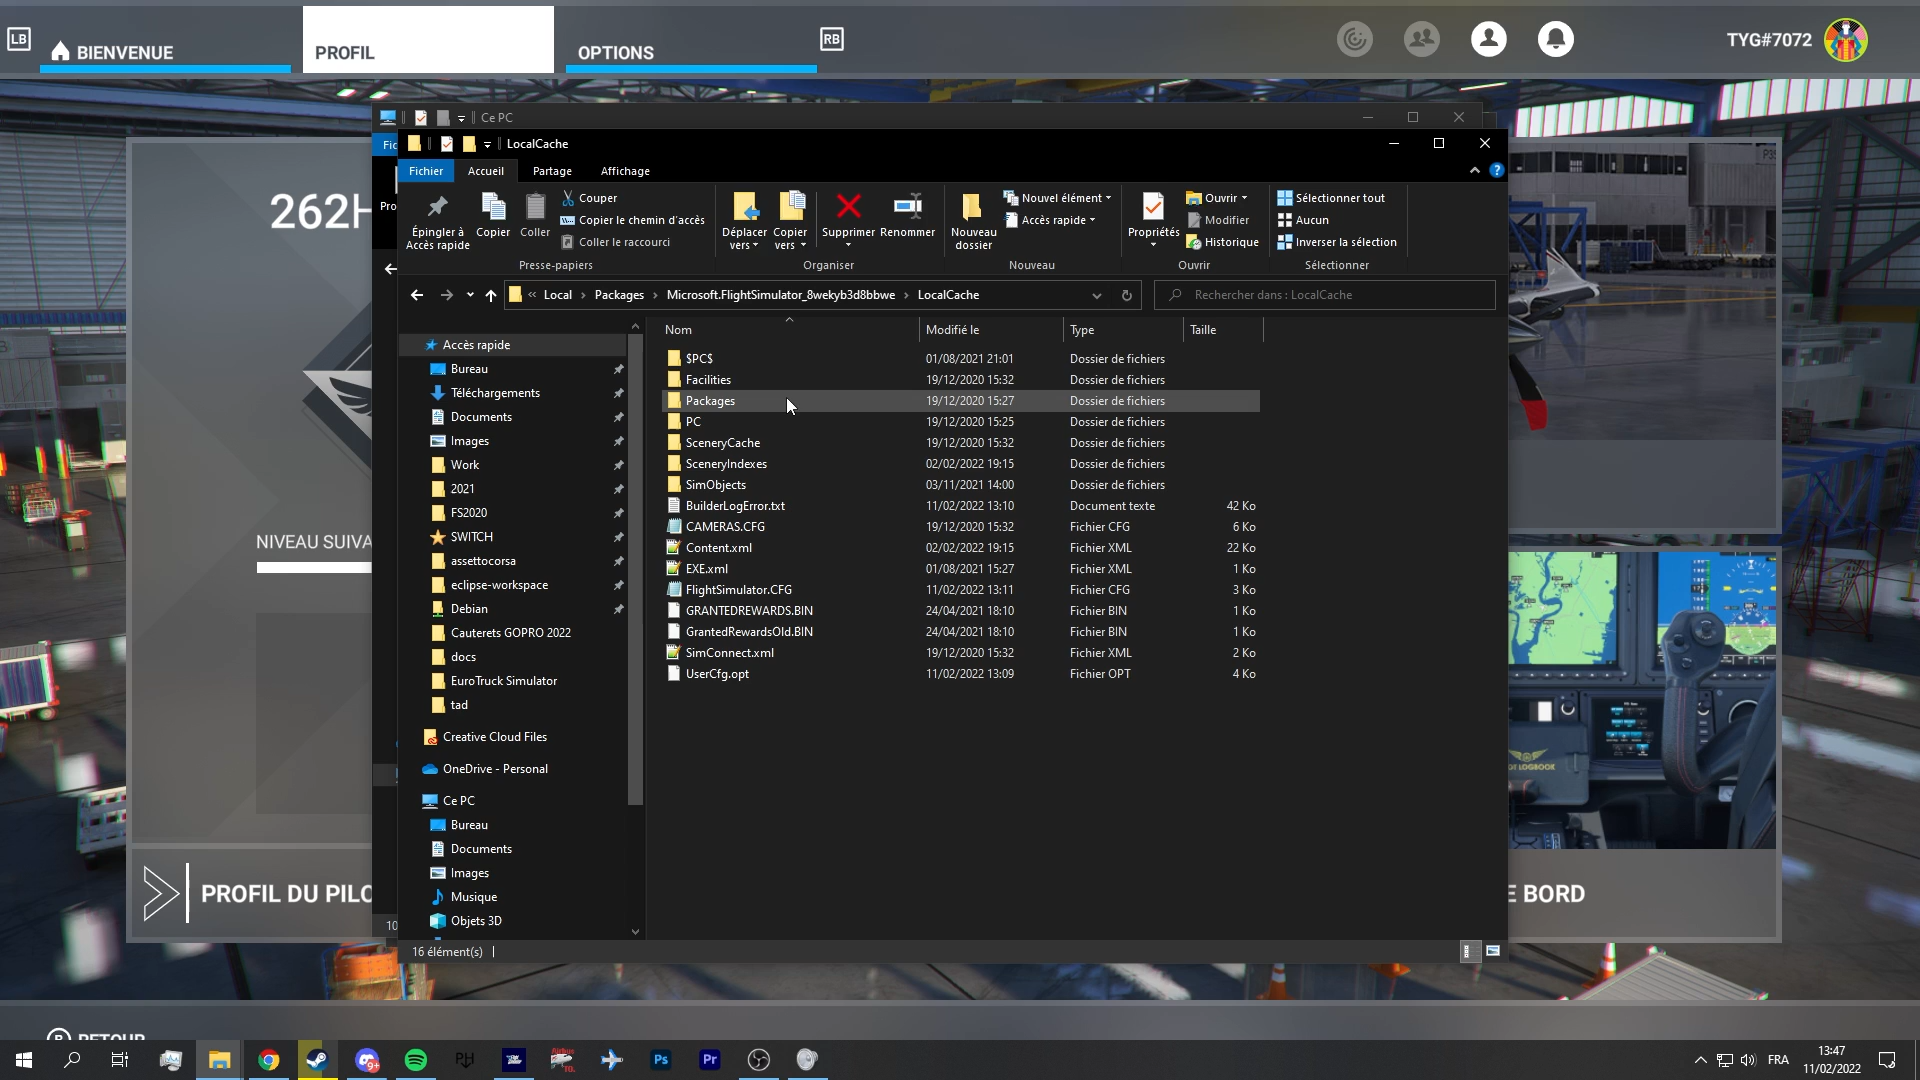 LB
BIENVENUE
PROFIL
OPTIONS
RB
TYG#7072
Ce PC
LocalCache
Fichier
Accueil
Partage
Affichage
Épingler à
Accès rapide
Copier
Coller
Couper
Copier le chemin d'accès
Coller le raccourci
Presse-papiers
Déplacer
vers
Copier
vers
Supprimer
Renommer
Organiser
Nouveau
dossier
Nouvel élément
Accès rapide
Nouveau
Propriétés
Ouvrir
Modifier
Historique
Ouvrir
Sélectionner tout
Aucun
Inverser la sélection
Sélectionner
« Local > Packages > Microsoft.FlightSimulator_8wekyb3d8bbwe > LocalCache
Rechercher dans : LocalCache
Accès rapide
Bureau
Téléchargements
Documents
Images
Work
2021
FS2020
SWITCH
assettocorsa
eclipse-workspace
Debian
Cauterets GOPRO 2022
docs
EuroTruck Simulator
tad
Creative Cloud Files
OneDrive - Personal
Ce PC
Bureau
Documents
Images
Musique
Objets 3D
Nom Modifié le Type Taille
$PC$ 01/08/2021 21:01 Dossier de fichiers
Facilities 19/12/2020 15:32 Dossier de fichiers
Packages 19/12/2020 15:27 Dossier de fichiers
PC 19/12/2020 15:25 Dossier de fichiers
SceneryCache 19/12/2020 15:32 Dossier de fichiers
SceneryIndexes 02/02/2022 19:15 Dossier de fichiers
SimObjects 03/11/2021 14:00 Dossier de fichiers
BuilderLogError.txt 11/02/2022 13:10 Document texte 42 Ko
CAMERAS.CFG 19/12/2020 15:32 Fichier CFG 6 Ko
Content.xml 02/02/2022 19:15 Fichier XML 22 Ko
EXE.xml 01/08/2021 15:27 Fichier XML 1 Ko
FlightSimulator.CFG 11/02/2022 13:11 Fichier CFG 3 Ko
GRANTEDREWARDS.BIN 24/04/2021 18:10 Fichier BIN 1 Ko
GrantedRewardsOld.BIN 24/04/2021 18:10 Fichier BIN 1 Ko
SimConnect.xml 19/12/2020 15:32 Fichier XML 2 Ko
UserCfg.opt 11/02/2022 13:09 Fichier OPT 4 Ko
16 élément(s)
Fic
Pro
10
262H
NIVEAU SUIVA
PROFIL DU PILO
E BORD
RETOUR
9+
Ps
Pr
FRA
13:47
11/02/2022